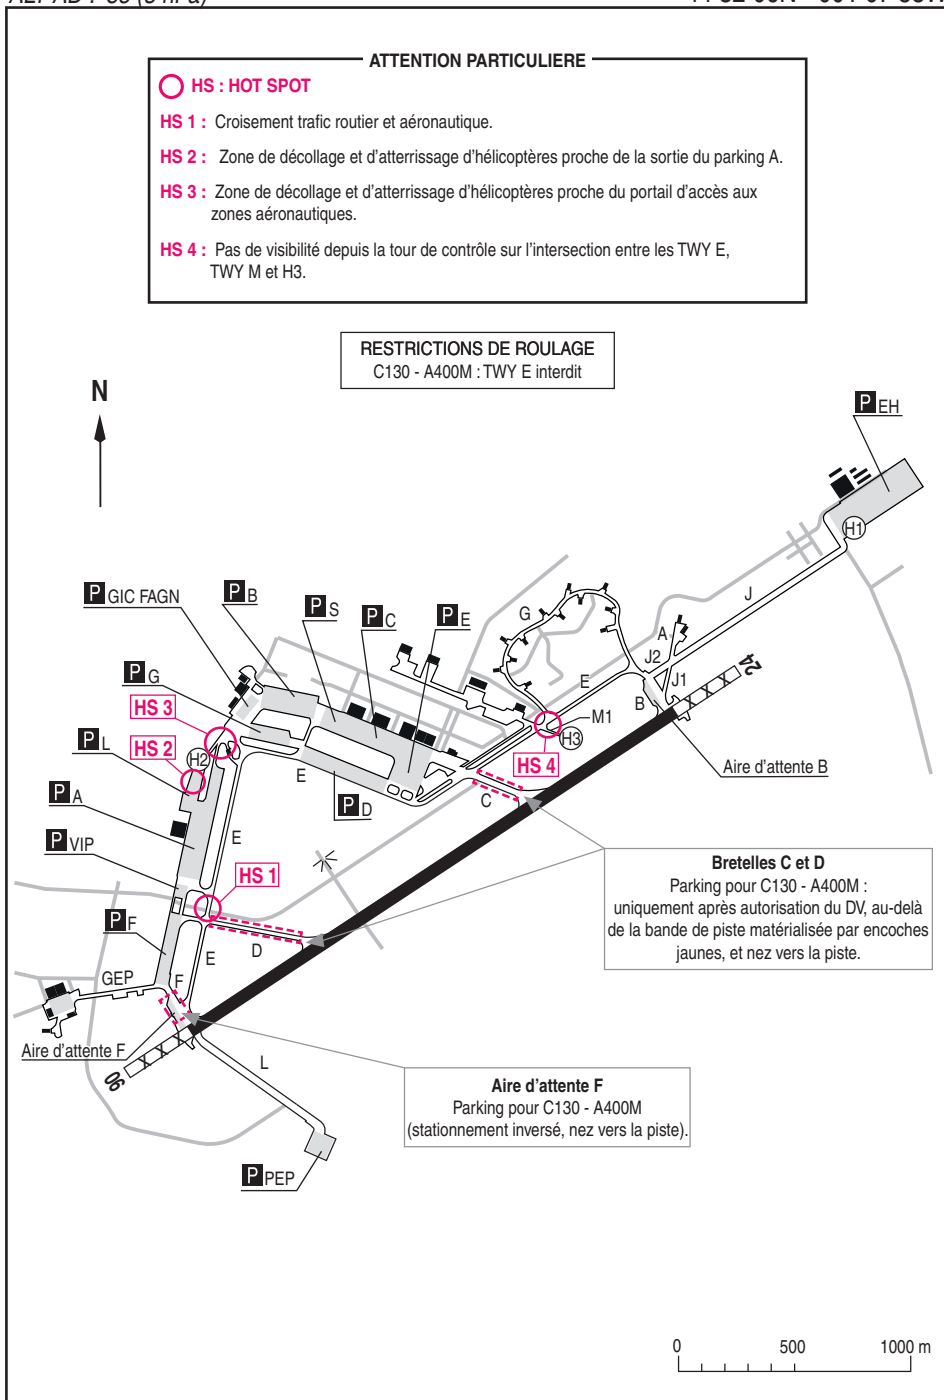 ATTENTION PARTICULIERE
HS : HOT SPOT
HS 1 : Croisement trafic routier et aéronautique.
HS 2 : Zone de décollage et d'atterrissage d'hélicoptères proche de la sortie du parking A.
HS 3 : Zone de décollage et d'atterrissage d'hélicoptères proche du portail d'accès aux
zones aéronautiques.
HS 4 : Pas de visibilité depuis la tour de contrôle sur l'intersection entre les TWY E,
TWY M et H3.
RESTRICTIONS DE ROULAGE
C130 - A400M : TWY E interdit
N
P EH
H1
J
P GIC FAGN
P B
P S
P C
P E
G
A
J2
J1
24
P G
E
B
M1
H3
HS 3
HS 4
P L
HS 2
H2
E
P D
C
Aire d'attente B
P A
E
P VIP
HS 1
Bretelles C et D
Parking pour C130 - A400M :
uniquement après autorisation du DV, au-delà
de la bande de piste matérialisée par encoches
jaunes, et nez vers la piste.
P F
E
D
GEP
F
Aire d'attente F
06
L
Aire d'attente F
Parking pour C130 - A400M
(stationnement inversé, nez vers la piste).
P PEP
0 500 1000 m